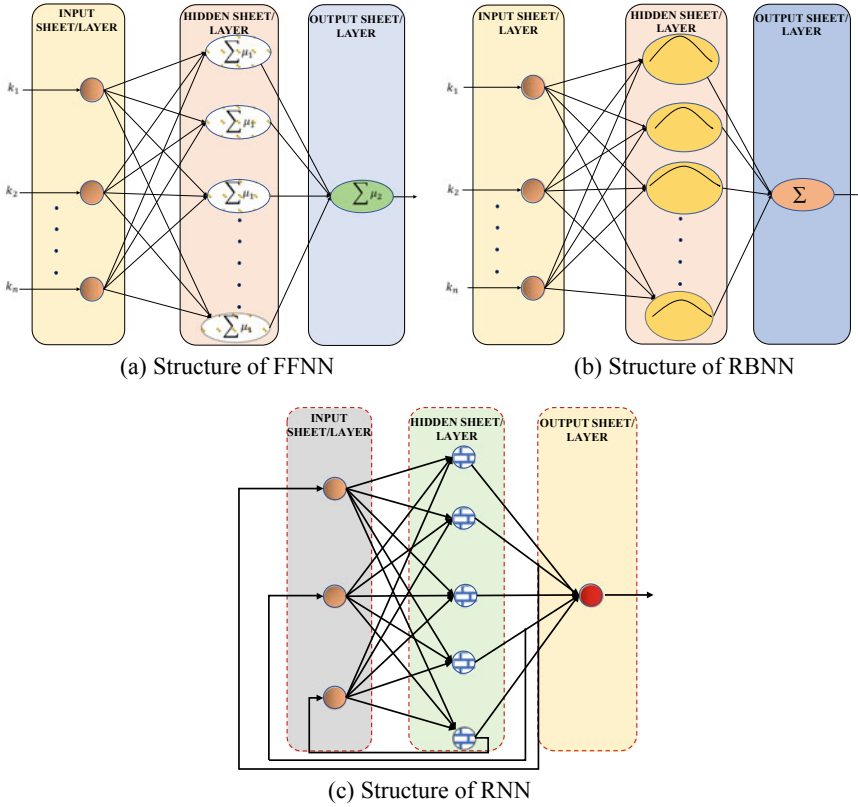 INPUT
SHEET/LAYER
HIDDEN SHEET/
LAYER
OUTPUT SHEET/
LAYER
∑ μ₁
k₁
∑ μ₁
k₂
∑ μ₁
∑ μ₂
kₙ
∑ μ₁
(a) Structure of FFNN
INPUT
SHEET/LAYER
HIDDEN SHEET/
LAYER
OUTPUT SHEET/
LAYER
k₁
k₂
Σ
kₙ
(b) Structure of RBNN
INPUT
SHEET/LAYER
HIDDEN SHEET/
LAYER
OUTPUT SHEET/
LAYER
(c) Structure of RNN